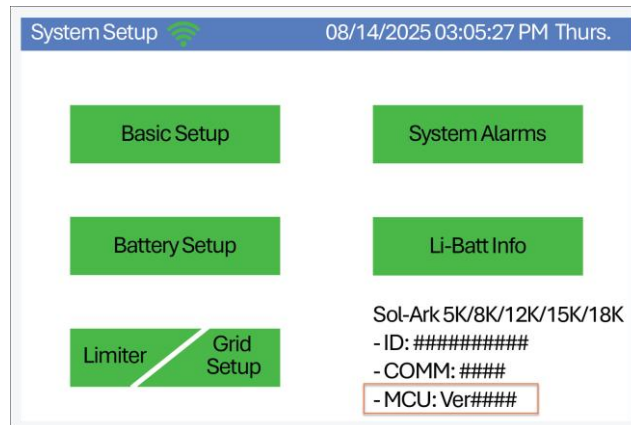 System Setup
08/14/2025 03:05:27 PM Thurs.
Basic Setup
System Alarms
Battery Setup
Li-Batt Info
Limiter
Grid
Setup
Sol-Ark 5K/8K/12K/15K/18K
- ID: ##########
- COMM: ####
- MCU: Ver####